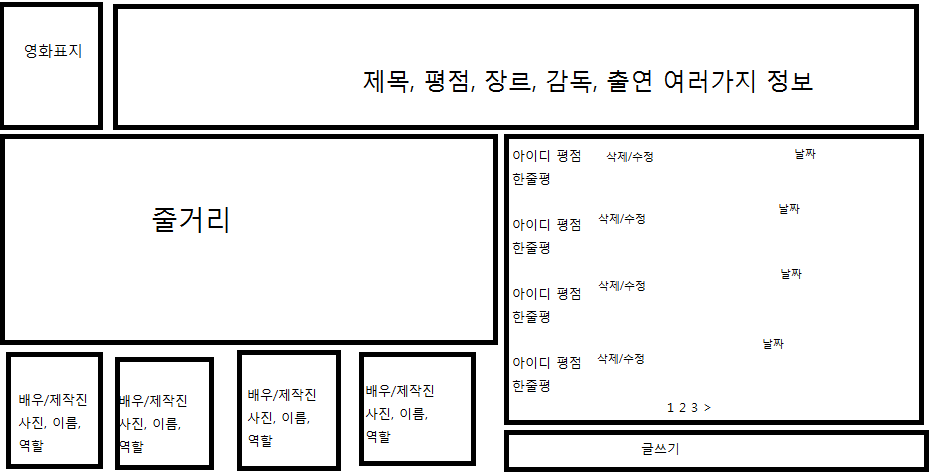 영화표지
제목, 평점, 장르, 감독, 출연 여러가지 정보
줄거리
아이디 평점 삭제/수정 날짜
한줄평
아이디 평점 삭제/수정 날짜
한줄평
아이디 평점 삭제/수정 날짜
한줄평
아이디 평점 삭제/수정 날짜
한줄평
1 2 3 >
글쓰기
배우/제작진
사진, 이름,
역할
배우/제작진
사진, 이름,
역할
배우/제작진
사진, 이름,
역할
배우/제작진
사진, 이름,
역할